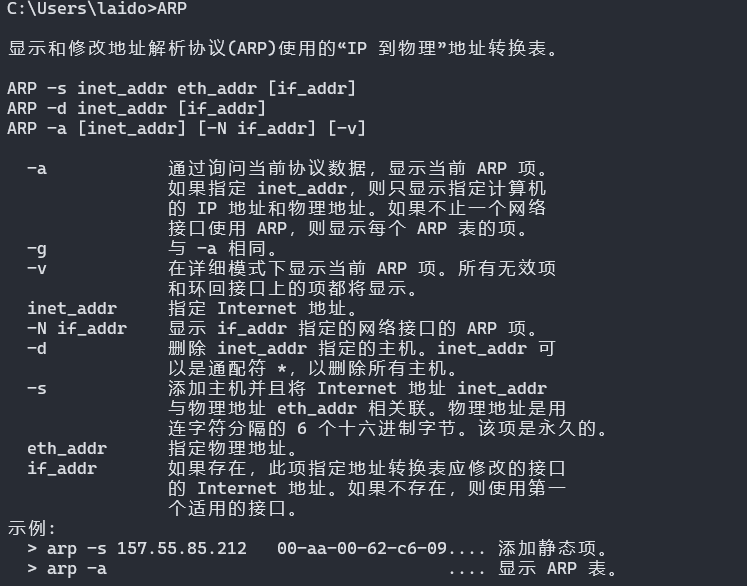 C:\Users\laido>ARP
显示和修改地址解析协议(ARP)使用的“IP 到物理”地址转换表。
ARP -s inet_addr eth_addr [if_addr]
ARP -d inet_addr [if_addr]
ARP -a [inet_addr] [-N if_addr] [-v]
-a 通过询问当前协议数据，显示当前 ARP 项。
如果指定 inet_addr，则只显示指定计算机
的 IP 地址和物理地址。如果不止一个网络
接口使用 ARP，则显示每个 ARP 表的项。
-g 与 -a 相同。
-v 在详细模式下显示当前 ARP 项。所有无效项
和环回接口上的项都将显示。
inet_addr 指定 Internet 地址。
-N if_addr 显示 if_addr 指定的网络接口的 ARP 项。
-d 删除 inet_addr 指定的主机。inet_addr 可
以是通配符 *，以删除所有主机。
-s 添加主机并且将 Internet 地址 inet_addr
与物理地址 eth_addr 相关联。物理地址是用
连字符分隔的 6 个十六进制字节。该项是永久的。
eth_addr 指定物理地址。
if_addr 如果存在，此项指定地址转换表应修改的接口
的 Internet 地址。如果不存在，则使用第一
个适用的接口。
示例:
> arp -s 157.55.85.212 00-aa-00-62-c6-09.... 添加静态项。
> arp -a .... 显示 ARP 表。